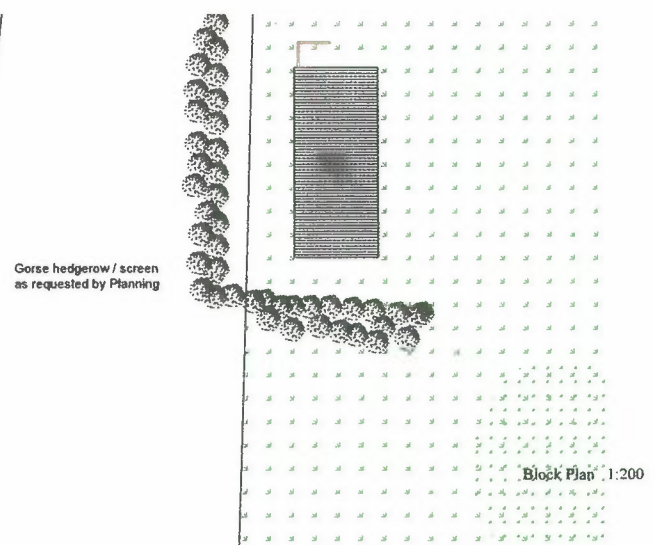 Gorse hedgerow / screen
as requested by Planning
Block Plan 1:200